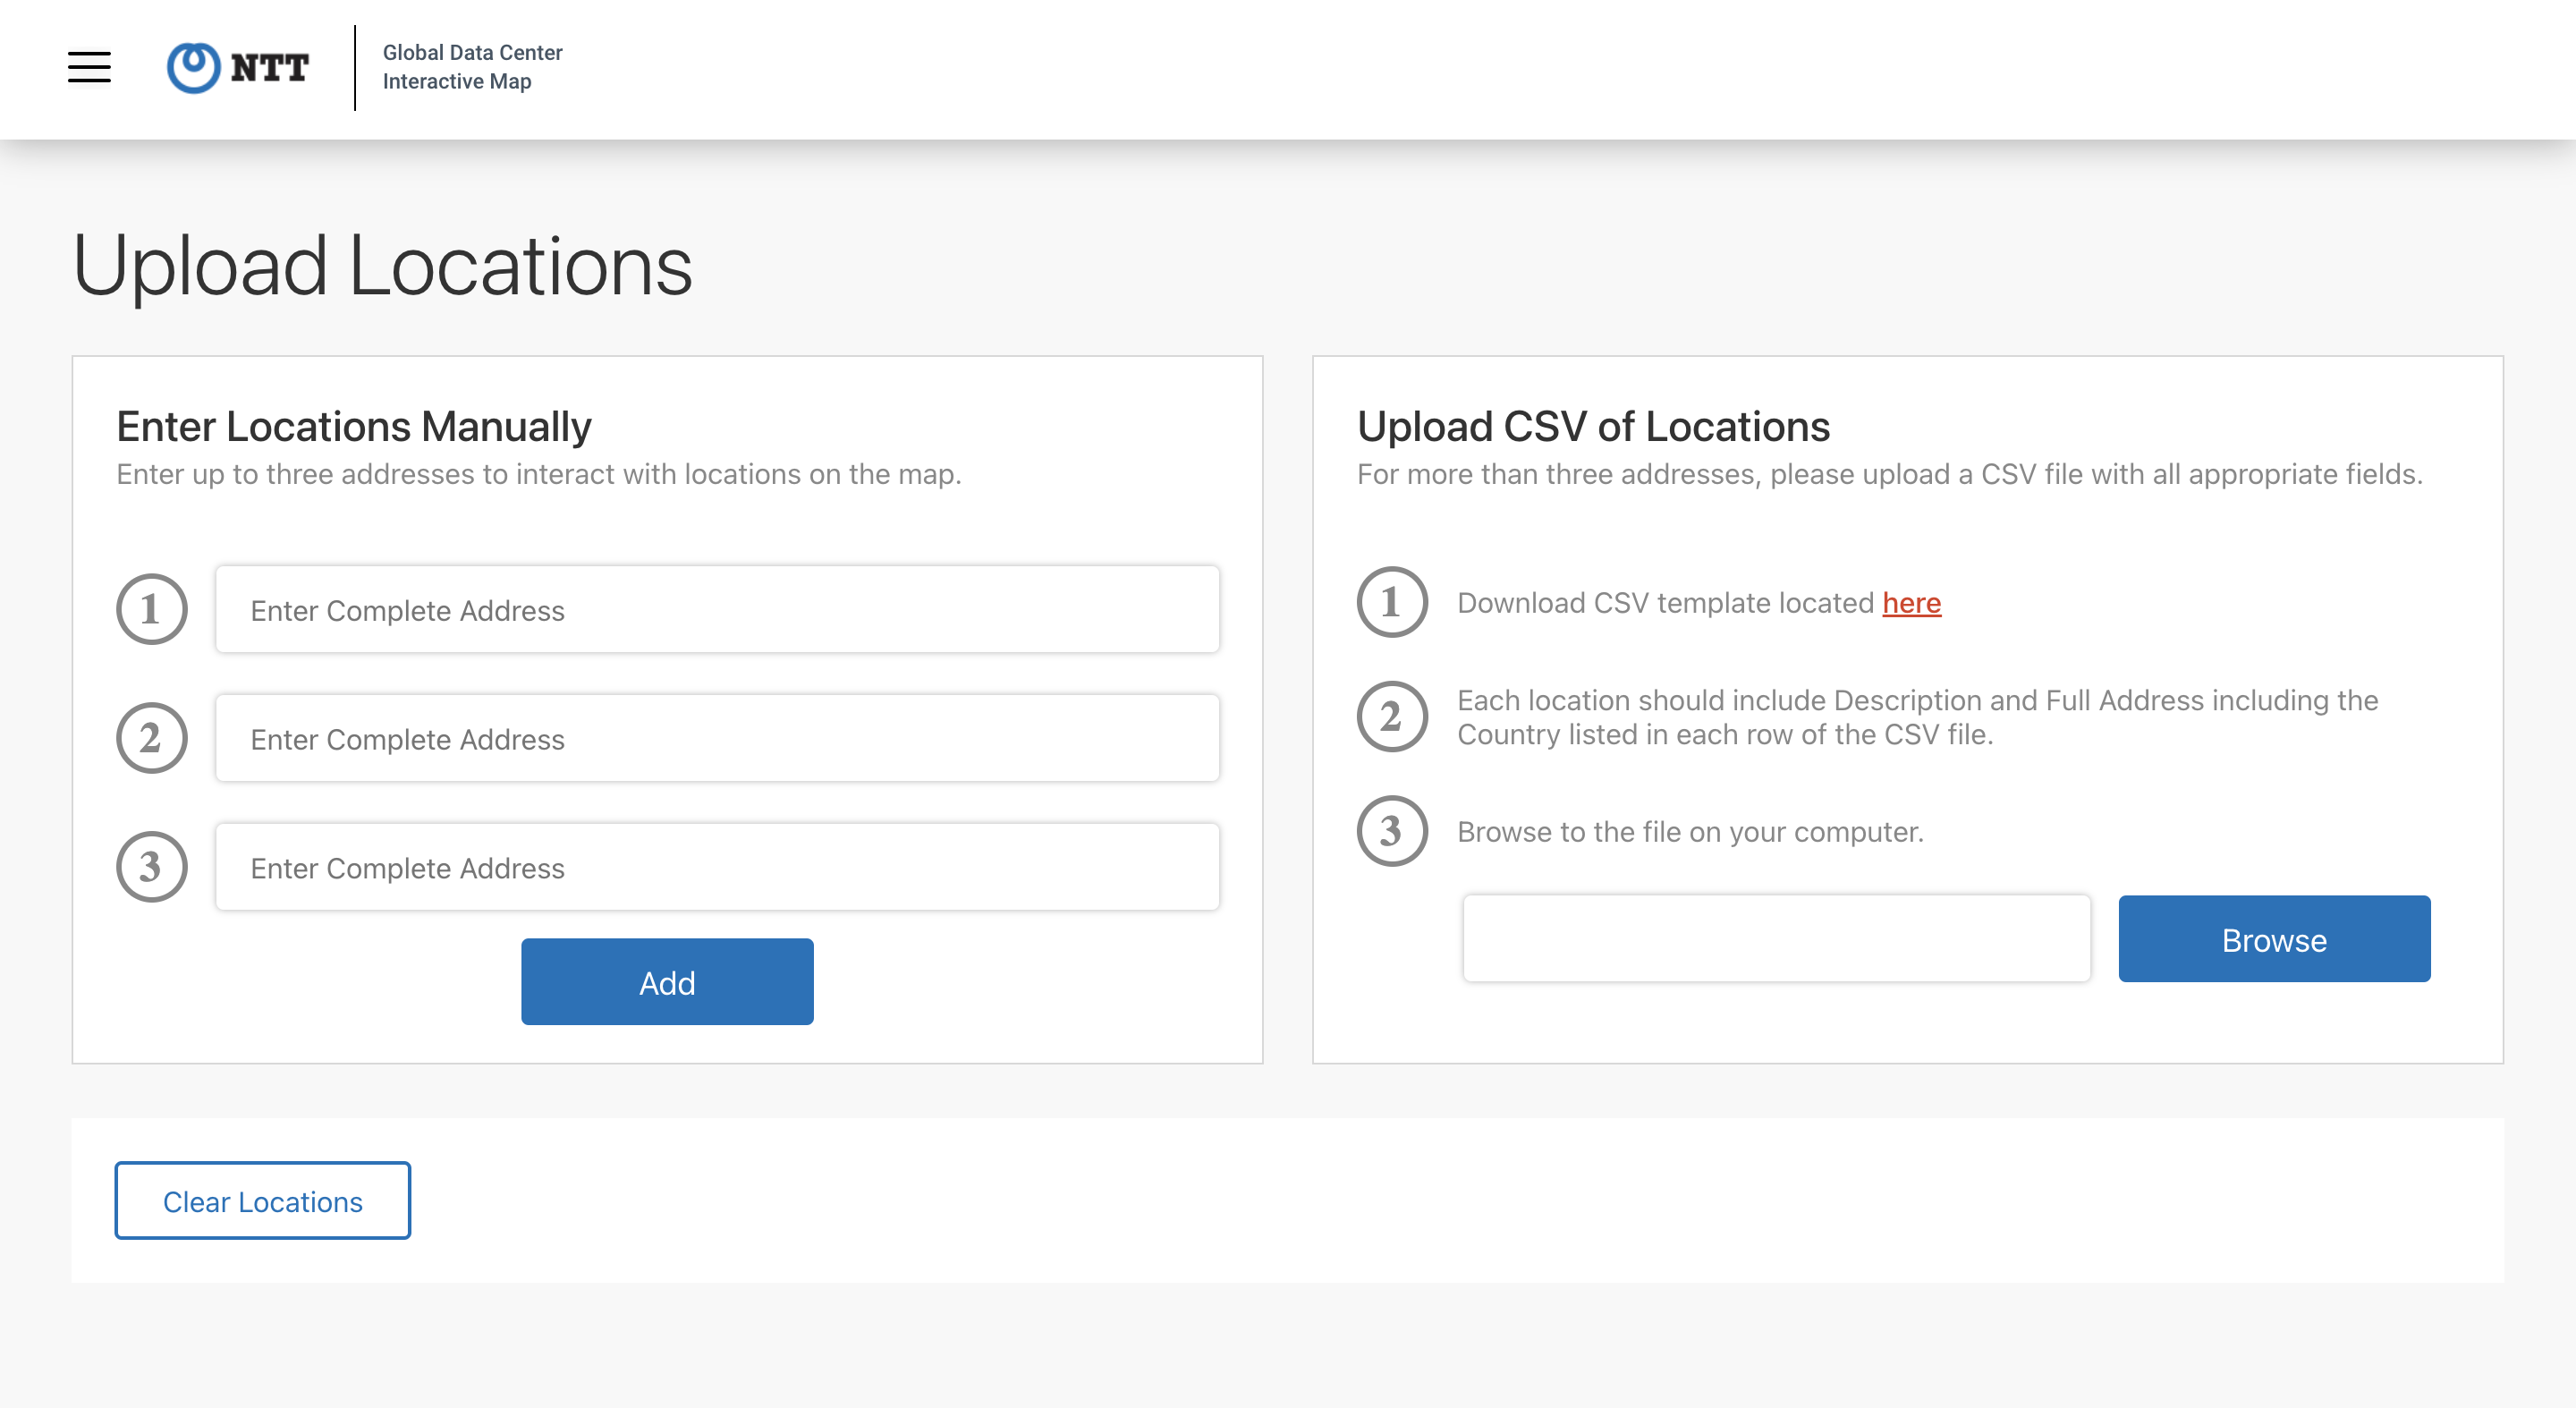 NTT
Global Data Center
Interactive Map
Upload Locations
Enter Locations Manually
Enter up to three addresses to interact with locations on the map.
1
Enter Complete Address
2
Enter Complete Address
3
Enter Complete Address
Add
Upload CSV of Locations
For more than three addresses, please upload a CSV file with all appropriate fields.
1
Download CSV template located here
2
Each location should include Description and Full Address including the
Country listed in each row of the CSV file.
3
Browse to the file on your computer.
Browse
Clear Locations